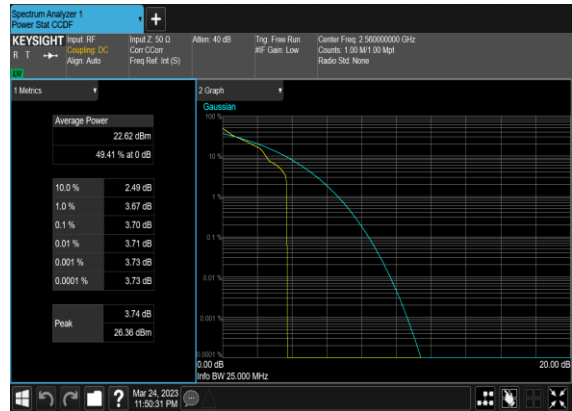 Spectrum Analyzer 1
Power Stat CCDF
+
KEYSIGHT
R T
LV
Input: RF
Coupling: DC
Align: Auto
Input Z: 50 Ω
Corr CCorr
Freq Ref: Int (S)
Atten: 40 dB
Trig: Free Run
#IF Gain: Low
Center Freq: 2.560000000 GHz
Counts: 1.00 M/1.00 Mpt
Radio Std: None
1 Metrics
Average Power
22.62 dBm
49.41 % at 0 dB
10.0 % 2.49 dB
1.0 % 3.67 dB
0.1 % 3.70 dB
0.01 % 3.71 dB
0.001 % 3.73 dB
0.0001 % 3.73 dB
Peak
3.74 dB
26.36 dBm
2 Graph
Gaussian
100 %
10 %
1 %
0.1 %
0.01 %
0.001 %
0.0001 %
0.00 dB
20.00 dB
Info BW 25.000 MHz
?
Mar 24, 2023
11:50:31 PM